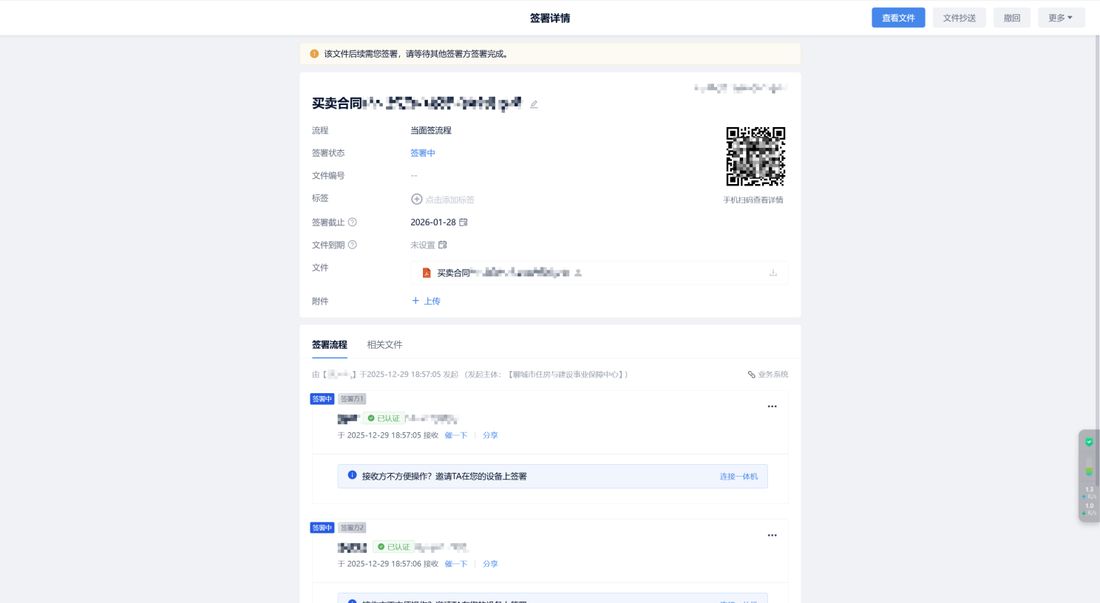 签署详情
查看文件
文件抄送
撤回
更多
该文件后续需您签署，请等待其他签署方签署完成。
买卖合同
流程 当面签流程
签署状态 签署中
文件编号 --
标签 点击添加标签
手机扫码查看详情
签署截止 2026-01-28
文件到期 未设置
文件 买卖合同
附件 + 上传
签署流程 相关文件
由【 】于2025-12-29 18:57:05 发起 （发起主体：【聊城市住房与建设事业保障中心】）
业务系统
签署中 签署方1
已认证
于 2025-12-29 18:57:05 接收 催一下 分享
接收方不方便操作？邀请TA在您的设备上签署 连接一体机
签署中 签署方2
已认证
于 2025-12-29 18:57:06 接收 催一下 分享